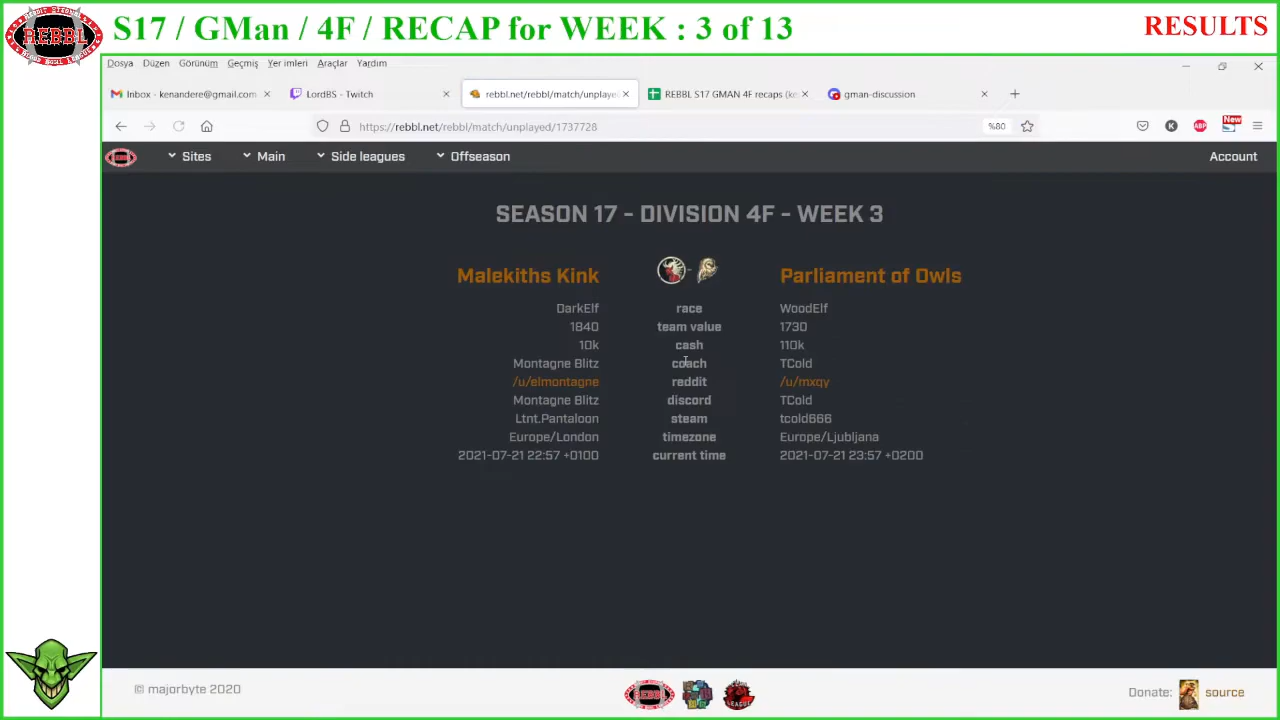 S17 / GMan / 4F / RECAP for WEEK : 3 of 13
RESULTS
REBBL
Dosya Düzen Görünüm Geçmiş Yer imleri Araçlar Yardım
Inbox - kenandere@gmail.com
LordBS - Twitch
rebbl.net/rebbl/match/unplaye
REBBL S17 GMAN 4F recaps (ke
gman-discussion
https://rebbl.net/rebbl/match/unplayed/1737728
%80
K
ABP
New
Sites Main Side leagues Offseason Account
SEASON 17 - DIVISION 4F - WEEK 3
Malekiths Kink - Parliament of Owls
DarkElf race WoodElf
1840 team value 1730
10k cash 110k
Montagne Blitz coach TCold
/u/elmontagne reddit /u/mxqy
Montagne Blitz discord TCold
Ltnt.Pantaloon steam tcold666
Europe/London timezone Europe/Ljubljana
2021-07-21 22:57 +0100 current time 2021-07-21 23:57 +0200
© majorbyte 2020
REBBL
Donate: source